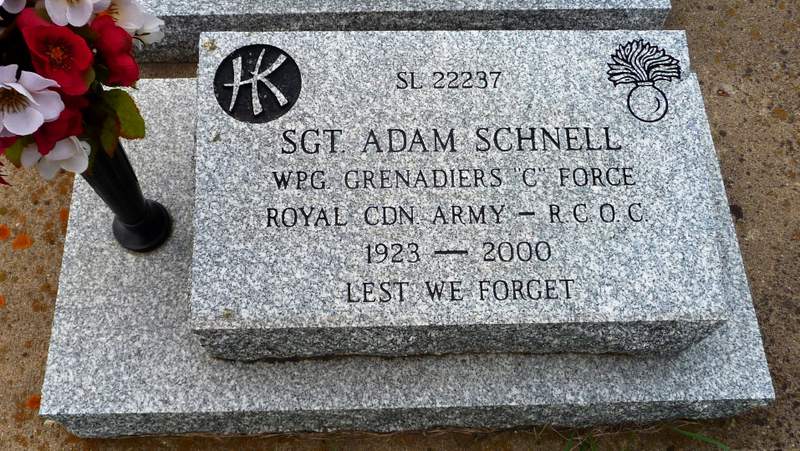 HK
SL 22237
SGT. ADAM SCHNELL
WPG. GRENADIERS "C" FORCE
ROYAL CDN. ARMY — R.C.O.C.
1923 — 2000
LEST WE FORGET